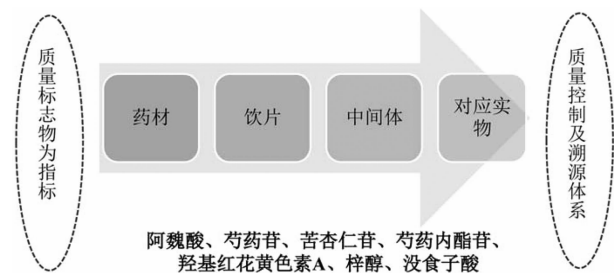 质量标志物为指标
药材
饮片
中间体
对应实
物
质量控制及溯源体系
阿魏酸、芍药苷、苦杏仁苷、芍药内酯苷、
羟基红花黄色素A、梓醇、没食子酸